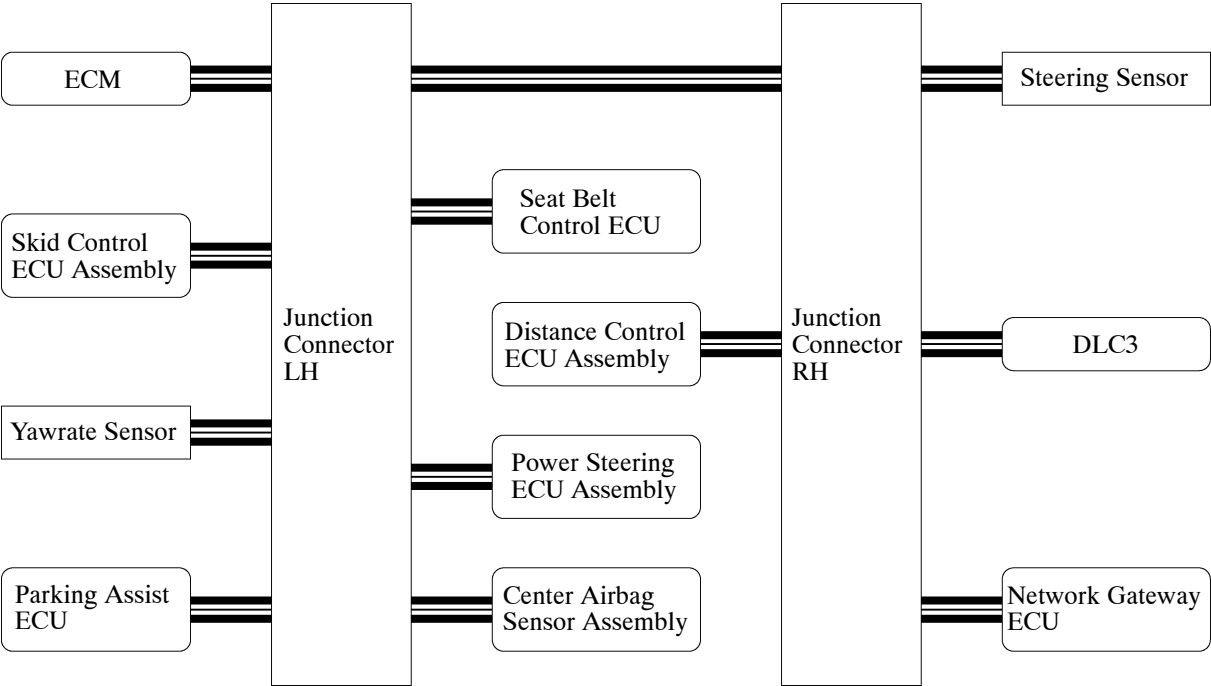 ECM
Steering Sensor
Seat Belt
Control ECU
Skid Control
ECU Assembly
Junction
Connector
LH
Distance Control
ECU Assembly
Junction
Connector
RH
DLC3
Yawrate Sensor
Power Steering
ECU Assembly
Parking Assist
ECU
Center Airbag
Sensor Assembly
Network Gateway
ECU